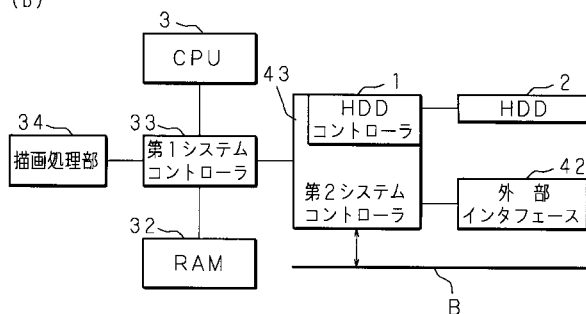 (b)
3
CPU
43
1
2
HDD
コントローラ
HDD
34
33
描画処理部
第1システム
コントローラ
42
第2システム
コントローラ
外部
インタフェース
32
RAM
B